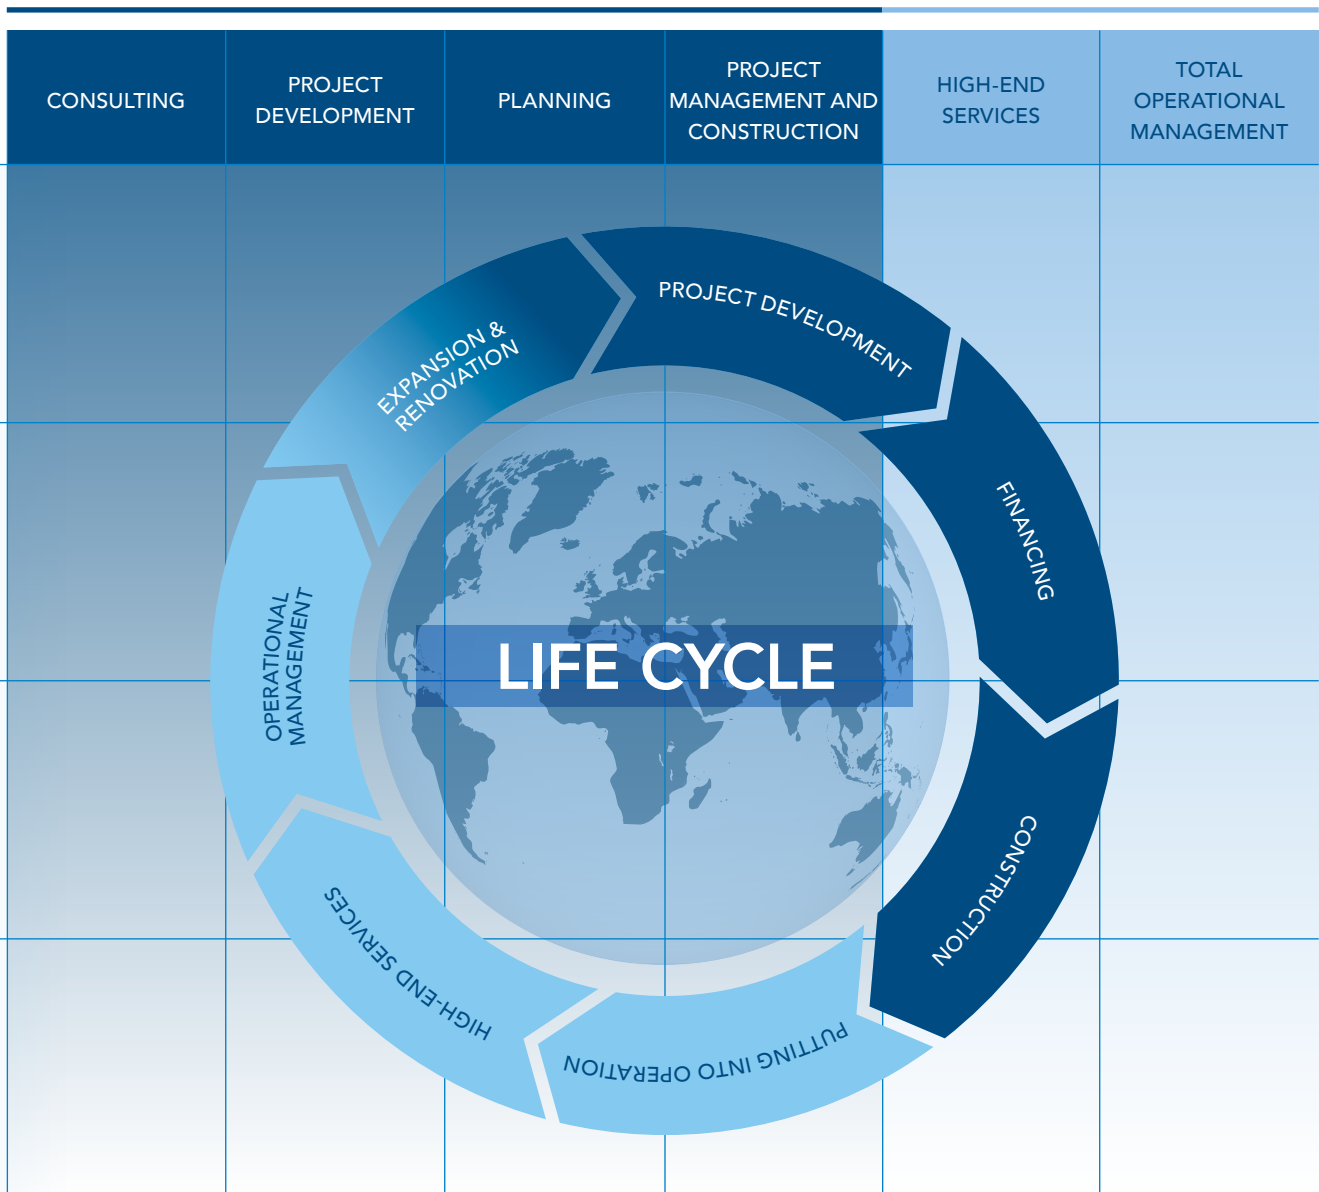 CONSULTING
PROJECT
DEVELOPMENT
PLANNING
PROJECT
MANAGEMENT AND
CONSTRUCTION
HIGH-END
SERVICES
TOTAL
OPERATIONAL
MANAGEMENT
PROJECT DEVELOPMENT
FINANCING
CONSTRUCTION
PUTTING INTO OPERATION
HIGH-END SERVICES
OPERATIONAL
MANAGEMENT
EXPANSION &
RENOVATION
LIFE CYCLE